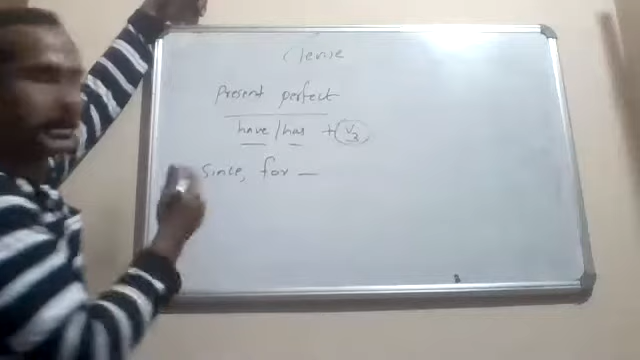 Present perfect
have / has + V3
since, for —